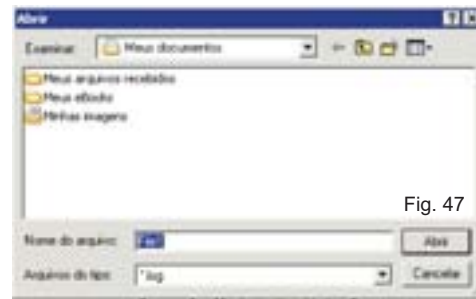 Abrir
Examinar: Meus documentos
Meus arquivos recebidos
Meus eBooks
Minhas imagens
Fig. 47
Nome do arquivo: Abrir
Arquivos do tipo: *.log Cancelar